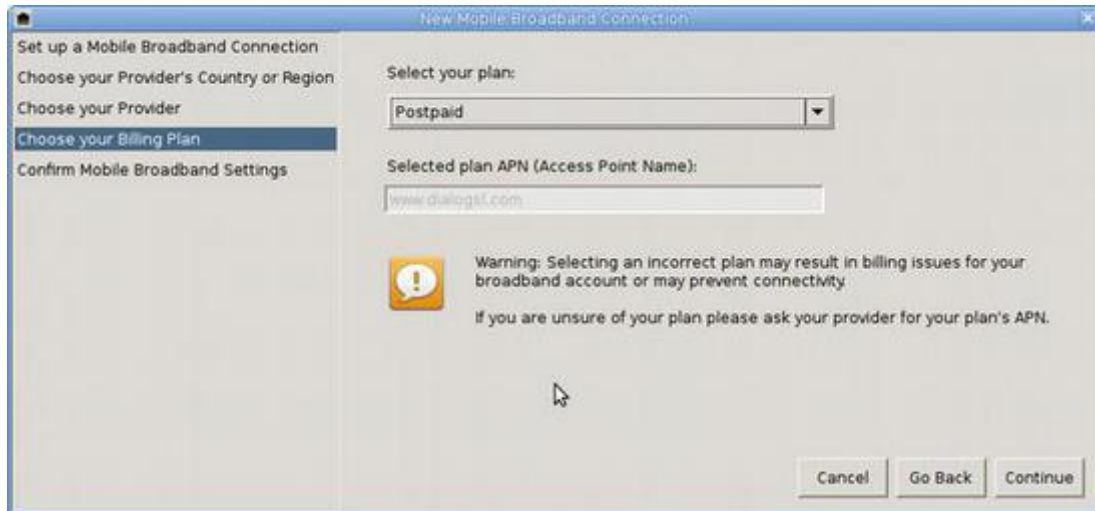 New Mobile Broadband Connection
Set up a Mobile Broadband Connection
Choose your Provider's Country or Region
Choose your Provider
Choose your Billing Plan
Confirm Mobile Broadband Settings
Select your plan:
Postpaid
Selected plan APN (Access Point Name):
www.dialogsl.com
Warning: Selecting an incorrect plan may result in billing issues for your
broadband account or may prevent connectivity.
If you are unsure of your plan please ask your provider for your plan's APN.
Cancel
Go Back
Continue